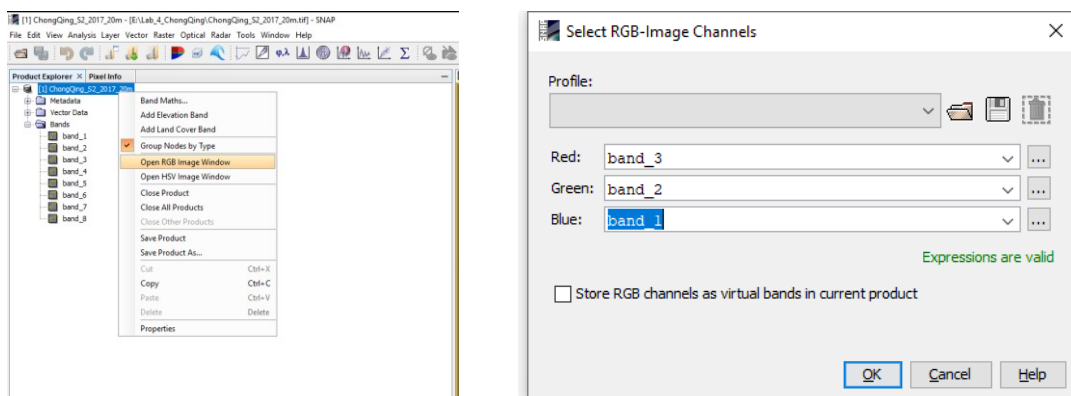 [1] ChongQing_S2_2017_20m - [E:\Lab_4_ChongQing\ChongQing_S2_2017_20m.tif] - SNAP
File Edit View Analysis Layer Vector Raster Optical Radar Tools Window Help
Product Explorer × Pixel Info
[1] ChongQing_S2_2017_20m
Metadata
Vector Data
Bands
band_1
band_2
band_3
band_4
band_5
band_6
band_7
band_8
Band Maths...
Add Elevation Band
Add Land Cover Band
Group Nodes by Type
Open RGB Image Window
Open HSV Image Window
Close Product
Close All Products
Close Other Products
Save Product
Save Product As...
Cut Ctrl+X
Copy Ctrl+C
Paste Ctrl+V
Delete Delete
Properties
Select RGB-Image Channels
Profile:
Red: band_3 ...
Green: band_2 ...
Blue: band_1 ...
Expressions are valid
Store RGB channels as virtual bands in current product
OK Cancel Help